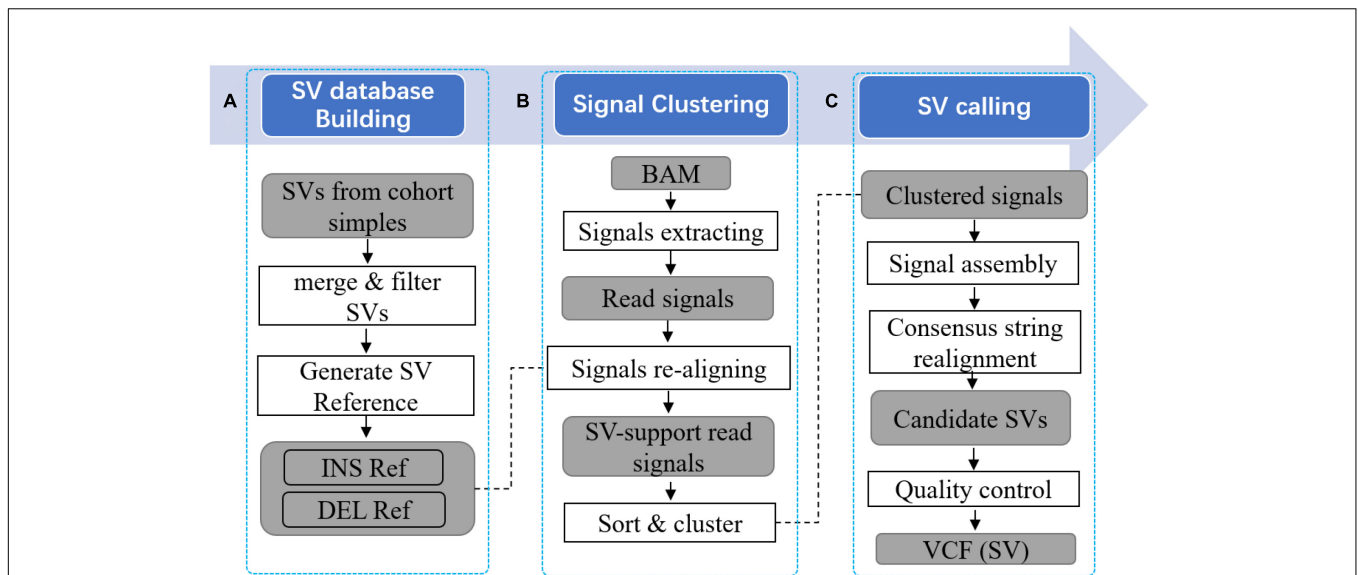 A
SV database
Building
SVs from cohort
simples
merge & filter
SVs
Generate SV
Reference
INS Ref
DEL Ref
B
Signal Clustering
BAM
Signals extracting
Read signals
Signals re-aligning
SV-support read
signals
Sort & cluster
C
SV calling
Clustered signals
Signal assembly
Consensus string
realignment
Candidate SVs
Quality control
VCF (SV)